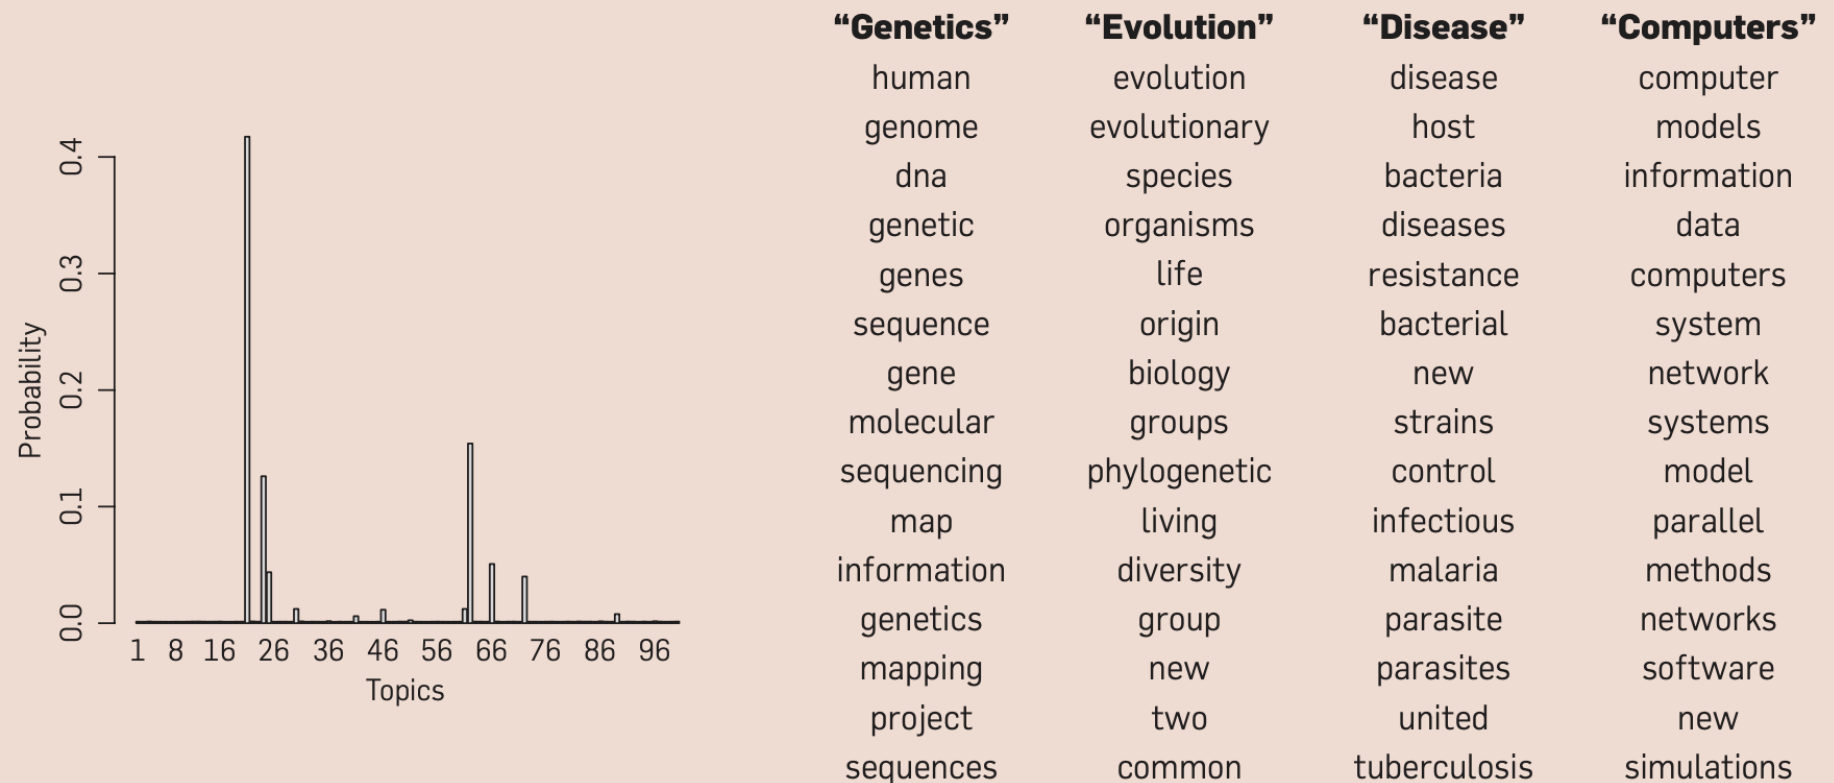 0.4
0.3
0.2
0.1
0.0
Probability
1 8 16 26 36 46 56 66 76 86 96
Topics
“Genetics” “Evolution” “Disease” “Computers”
human evolution disease computer
genome evolutionary host models
dna species bacteria information
genetic organisms diseases data
genes life resistance computers
sequence origin bacterial system
gene biology new network
molecular groups strains systems
sequencing phylogenetic control model
map living infectious parallel
information diversity malaria methods
genetics group parasite networks
mapping new parasites software
project two united new
sequences common tuberculosis simulations